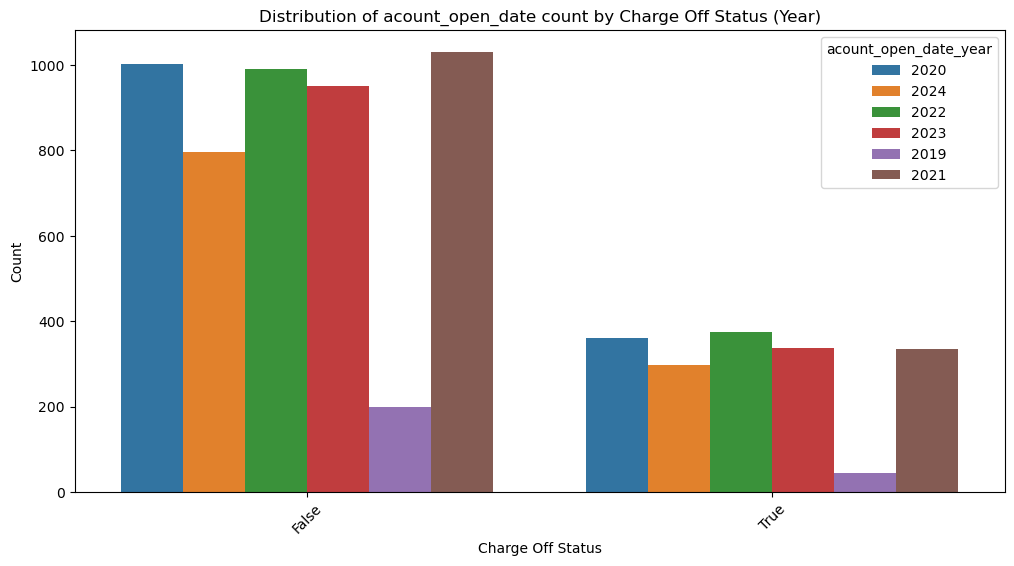 Distribution of acount_open_date count by Charge Off Status (Year)
Count
1000
800
600
400
200
0
False
True
Charge Off Status
acount_open_date_year
2020
2024
2022
2023
2019
2021